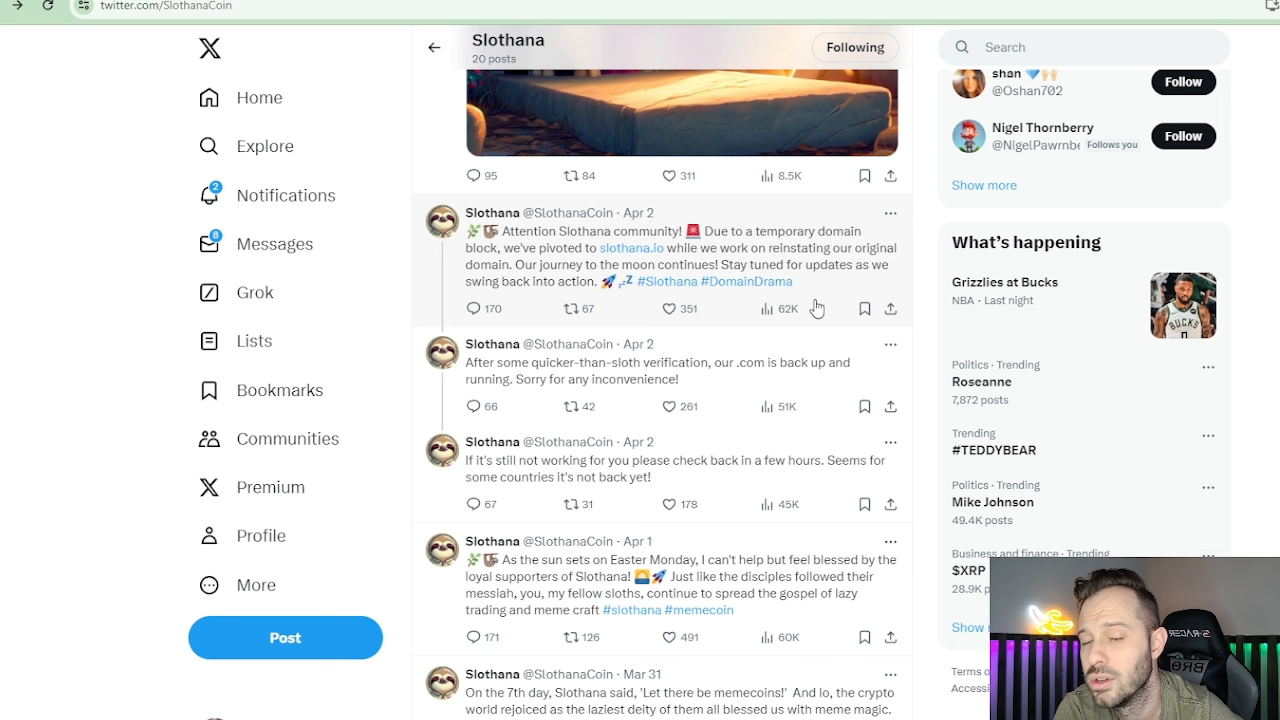 twitter.com/SlothanaCoin
Slothana
20 posts
Following
Search
Home
Explore
2
Notifications
8
Messages
Grok
Lists
Bookmarks
Communities
Premium
Profile
More
Post
95 84 311 8.5K
Slothana @SlothanaCoin · Apr 2
🌿🦥 Attention Slothana community! 🚨 Due to a temporary domain
block, we've pivoted to slothana.io while we work on reinstating our original
domain. Our journey to the moon continues! Stay tuned for updates as we
swing back into action. 🚀💤 #Slothana #DomainDrama
170 67 351 62K
Slothana @SlothanaCoin · Apr 2
After some quicker-than-sloth verification, our .com is back up and
running. Sorry for any inconvenience!
66 42 261 51K
Slothana @SlothanaCoin · Apr 2
If it's still not working for you please check back in a few hours. Seems for
some countries it's not back yet!
67 31 178 45K
Slothana @SlothanaCoin · Apr 1
🌿🦥 As the sun sets on Easter Monday, I can't help but feel blessed by the
loyal supporters of Slothana! 🌅🚀 Just like the disciples followed their
messiah, you, my fellow sloths, continue to spread the gospel of lazy
trading and meme craft #slothana #memecoin
171 126 491 60K
Slothana @SlothanaCoin · Mar 31
On the 7th day, Slothana said, 'Let there be memecoins!' And lo, the crypto
world rejoiced as the laziest deity of them all blessed us with meme magic.
shan 💎🙌🏻
@Oshan702
Follow
Nigel Thornberry
@NigelPawrnbe Follows you
Follow
Show more
What's happening
Grizzlies at Bucks
NBA · Last night
BUCKS
Politics · Trending
Roseanne
7,872 posts
Trending
#TEDDYBEAR
Politics · Trending
Mike Johnson
49.4K posts
Business and finance · Trending
$XRP
28.9K
Show
Terms